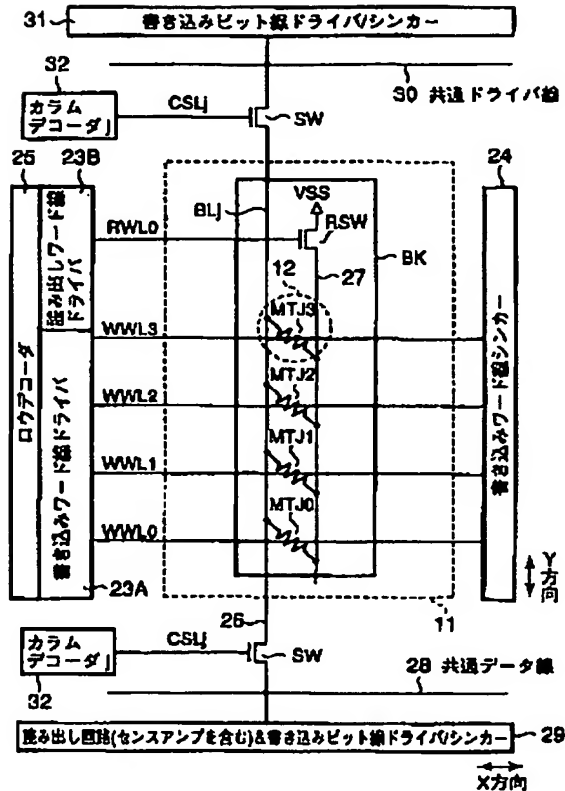 31
書き込みビット線ドライバ/シンカー
30 共通ドライバ線
32
カラム
デコーダ
CSLj
SW
25
23B
24
ロウデコーダ
読み出しワード線
ドライバ
書き込みワード線ドライバ
23A
RWL0
BLj
VSS
RSW
BK
27
12
MTJ3
WWL3
MTJ2
WWL2
MTJ1
WWL1
MTJ0
WWL0
書き込みワード線シンカー
Y方向
11
26
カラム
デコーダ
CSLj
SW
32
28 共通データ線
読み出し回路(センスアンプを含む)&書き込みビット線ドライバ/シンカー
29
X方向